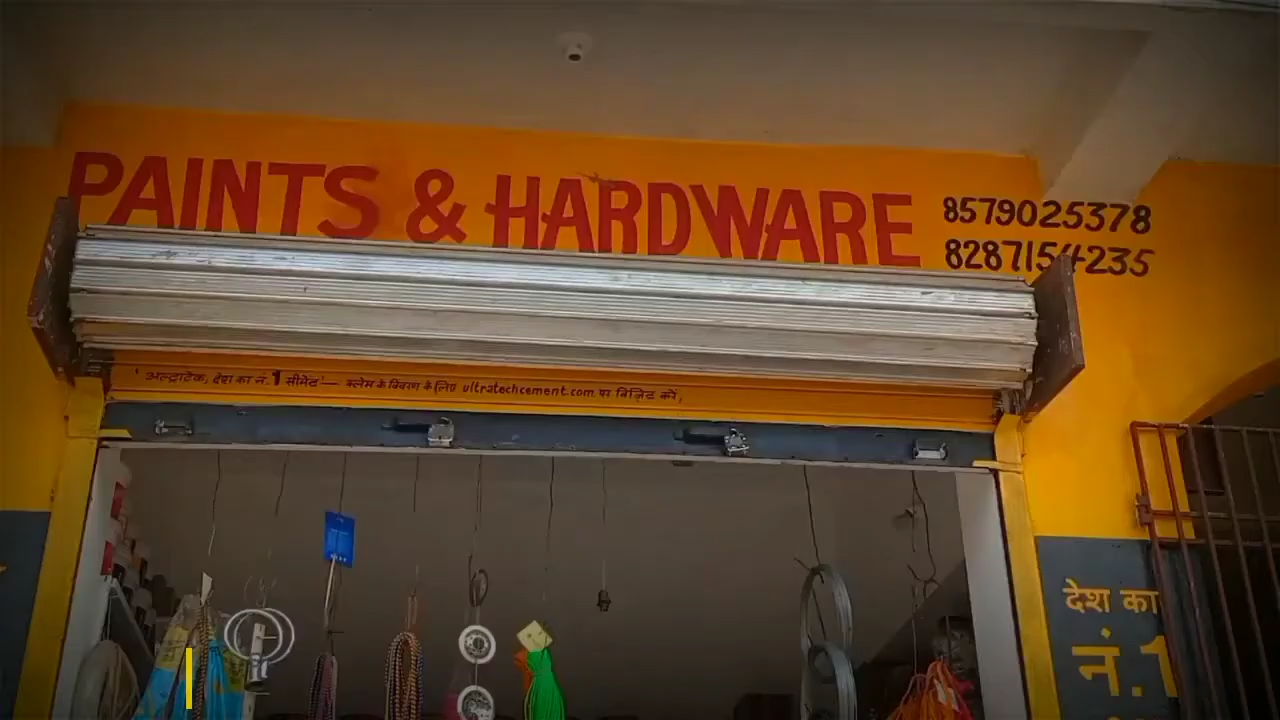 PAINTS & HARDWARE
8579025378
8287154235
'अल्ट्राटेक, देश का नं.1 सीमेंट'— क्लेम के विवरण के लिए ultratechcement.com पर विज़िट करें,
देश का
नं.1